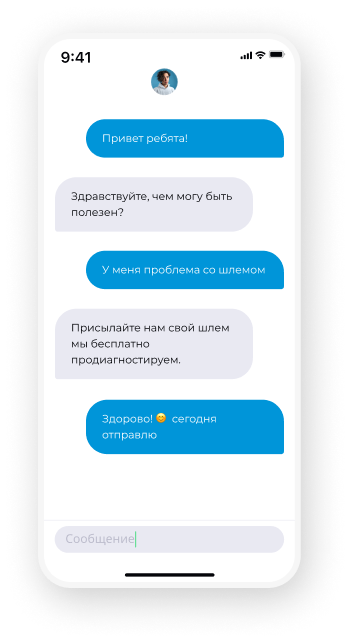 9:41
Привет ребята!
Здравствуйте, чем могу быть
полезен?
У меня проблема со шлемом
Присылайте нам свой шлем
мы бесплатно
продиагностируем.
Здорово! 😊 сегодня
отправлю
Сообщение